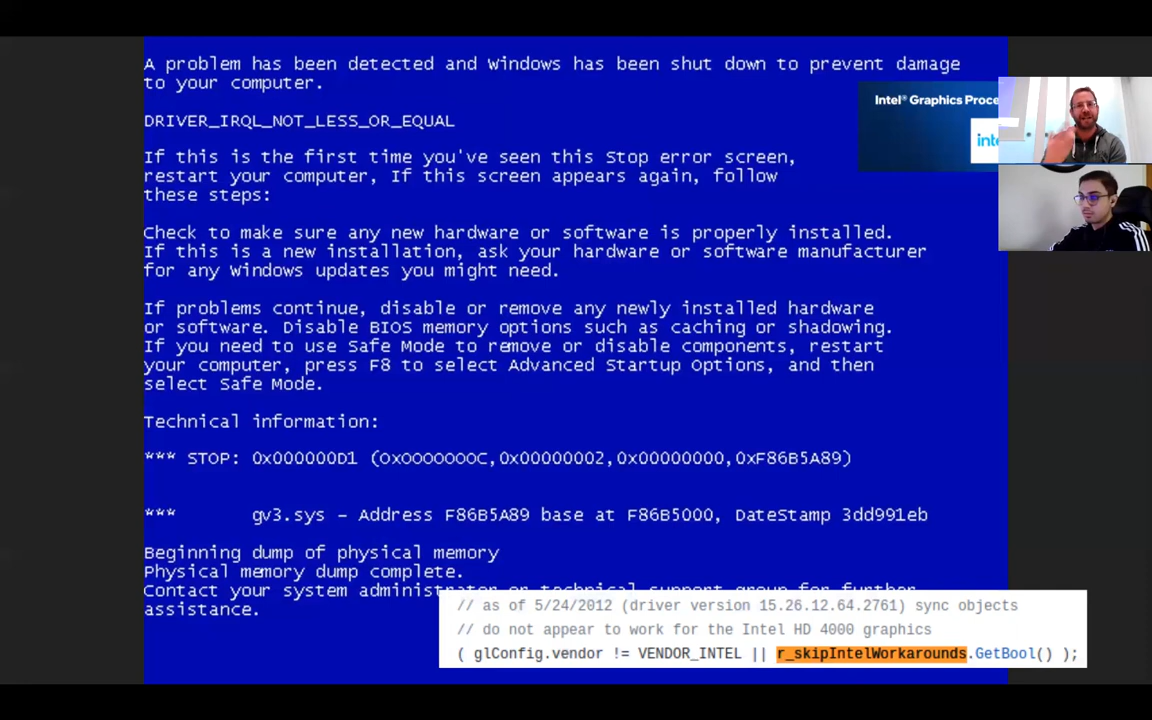 A problem has been detected and Windows has been shut down to prevent damage
to your computer.
DRIVER_IRQL_NOT_LESS_OR_EQUAL
If this is the first time you've seen this Stop error screen,
restart your computer, If this screen appears again, follow
these steps:
Check to make sure any new hardware or software is properly installed.
If this is a new installation, ask your hardware or software manufacturer
for any Windows updates you might need.
If problems continue, disable or remove any newly installed hardware
or software. Disable BIOS memory options such as caching or shadowing.
If you need to use Safe Mode to remove or disable components, restart
your computer, press F8 to select Advanced Startup Options, and then
select Safe Mode.
Technical information:
*** STOP: 0x000000D1 (0x0000000C,0x00000002,0x00000000,0xF86B5A89)
*** gv3.sys – Address F86B5A89 base at F86B5000, DateStamp 3dd991eb
Beginning dump of physical memory
Physical memory dump complete.
Contact your system administrator or technical support group for further
assistance.
Intel® Graphics Proce
inte
// as of 5/24/2012 (driver version 15.26.12.64.2761) sync objects
// do not appear to work for the Intel HD 4000 graphics
( glConfig.vendor != VENDOR_INTEL || r_skipIntelWorkarounds.GetBool() );